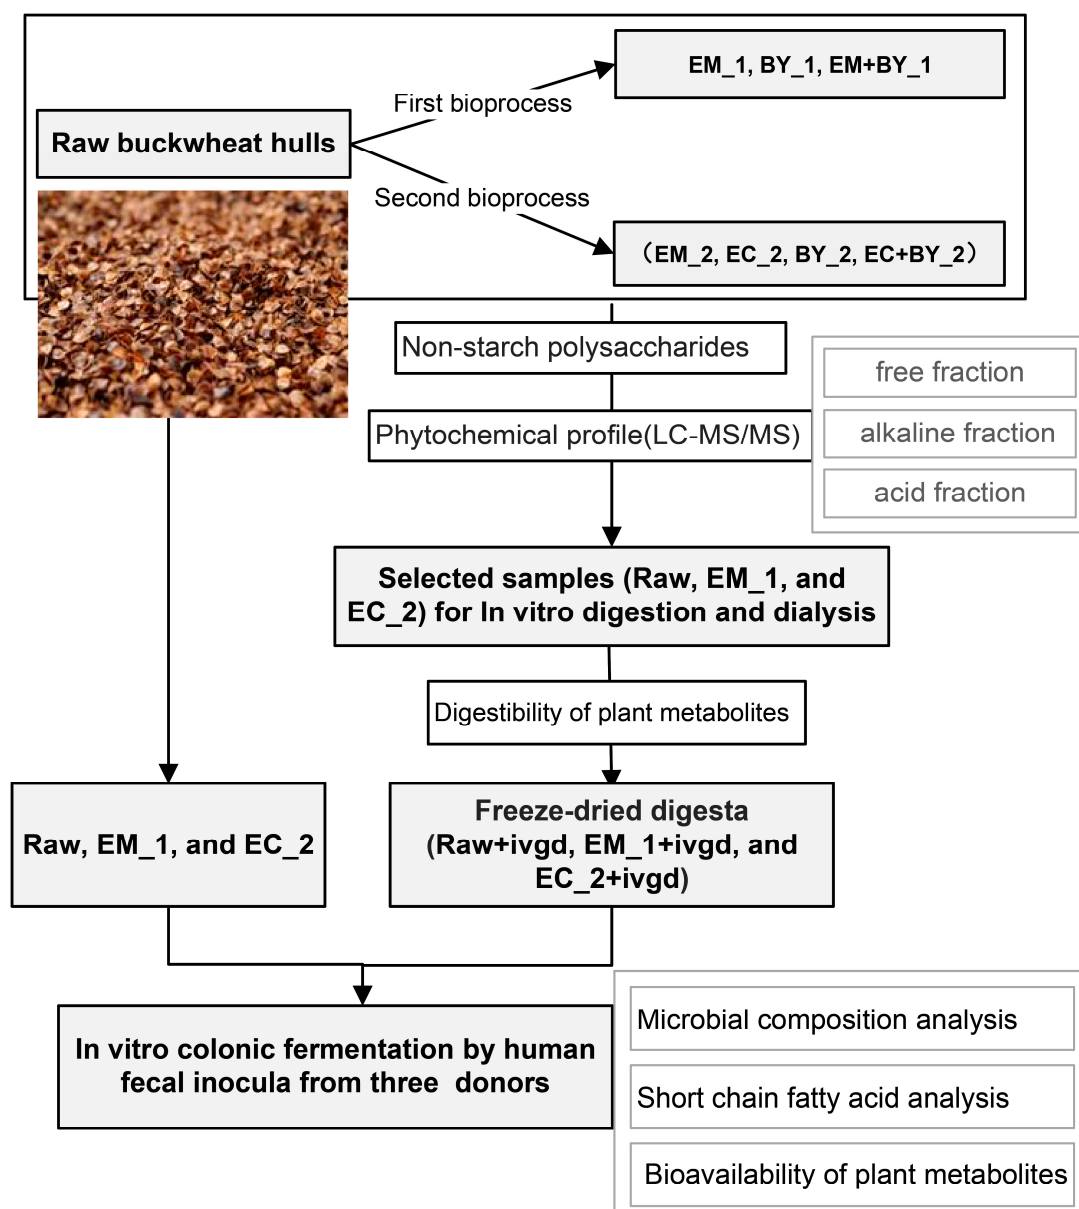 EM_1, BY_1, EM+BY_1
First bioprocess
Raw buckwheat hulls
Second bioprocess
（EM_2, EC_2, BY_2, EC+BY_2）
Non-starch polysaccharides
free fraction
Phytochemical profile(LC-MS/MS)
alkaline fraction
acid fraction
Selected samples (Raw, EM_1, and
EC_2) for In vitro digestion and dialysis
Digestibility of plant metabolites
Raw, EM_1, and EC_2
Freeze-dried digesta
(Raw+ivgd, EM_1+ivgd, and
EC_2+ivgd)
In vitro colonic fermentation by human
fecal inocula from three  donors
Microbial composition analysis
Short chain fatty acid analysis
Bioavailability of plant metabolites